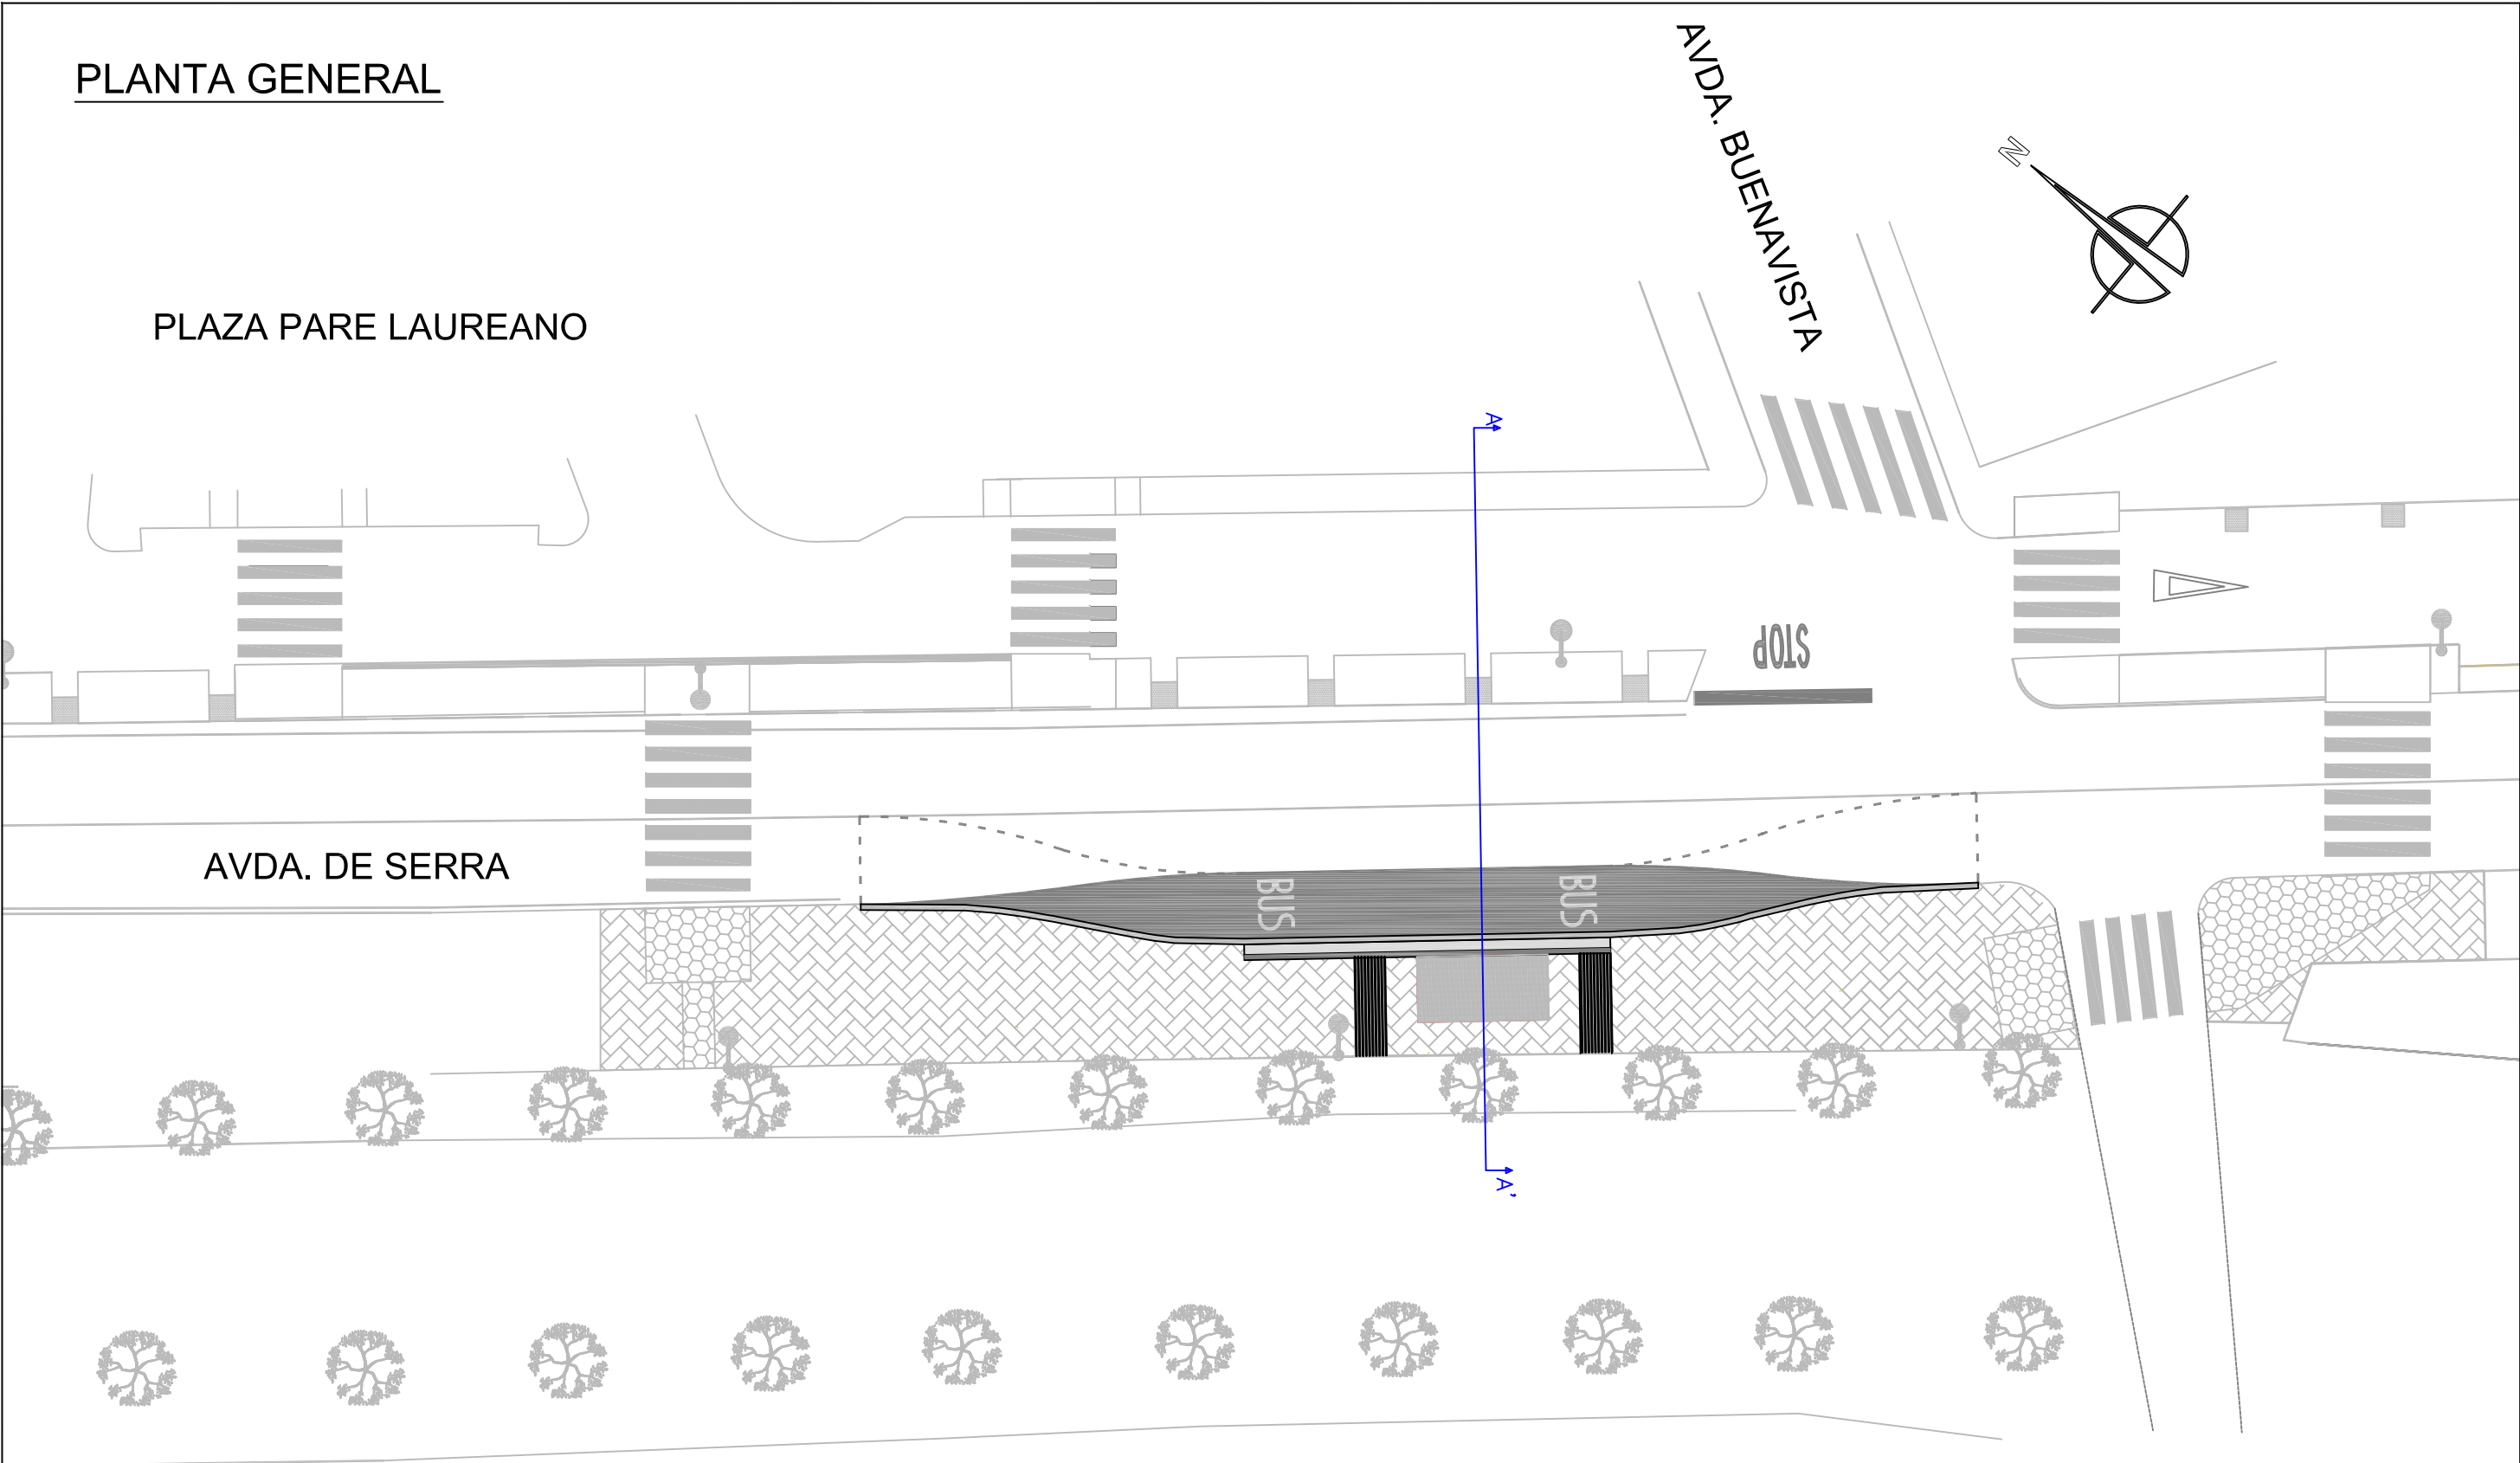 PLANTA GENERAL
AVDA. BUENAVISTA
N
PLAZA PARE LAUREANO
A
STOP
AVDA. DE SERRA
BUS
BUS
A'